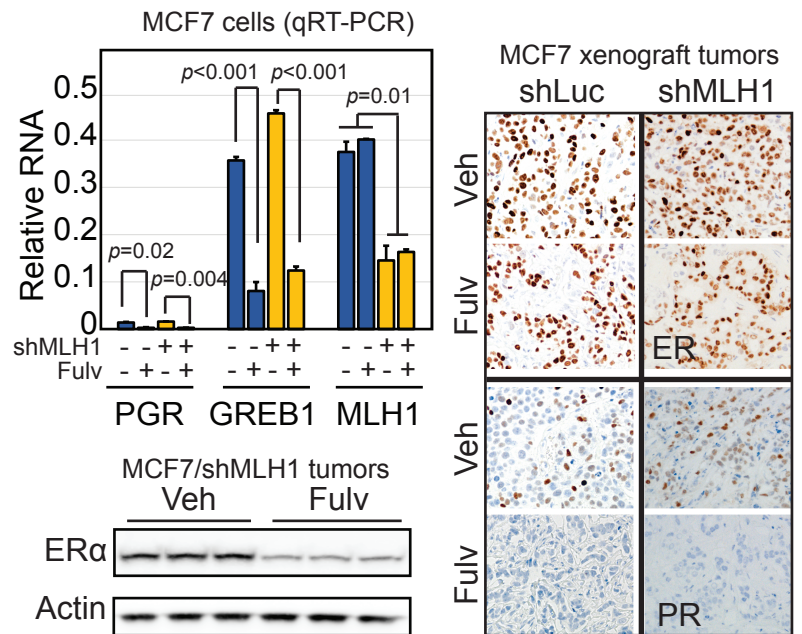 MCF7 cells (qRT-PCR)
Relative RNA
0.5
0.4
0.3
0.2
0.1
0
p<0.001
p<0.001
p=0.01
p=0.02
p=0.004
shMLH1 - - + + - - + + - - + +
Fulv - + - + - + - + - + - +
PGR GREB1 MLH1
MCF7/shMLH1 tumors
Veh Fulv
ERα
Actin
MCF7 xenograft tumors
shLuc shMLH1
Veh
Fulv
ER
Veh
Fulv
PR